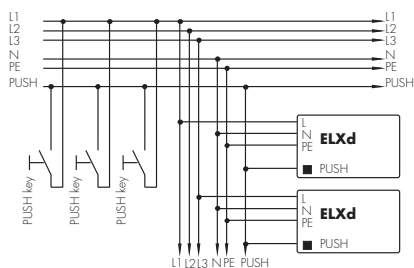 L1 L1
L2 L2
L3 L3
N N
PE PE
PUSH PUSH
PUSH key PUSH key PUSH key
L
N ELXd
PE
PUSH
L
N ELXd
PE
PUSH
L1 L2 L3 N PE PUSH